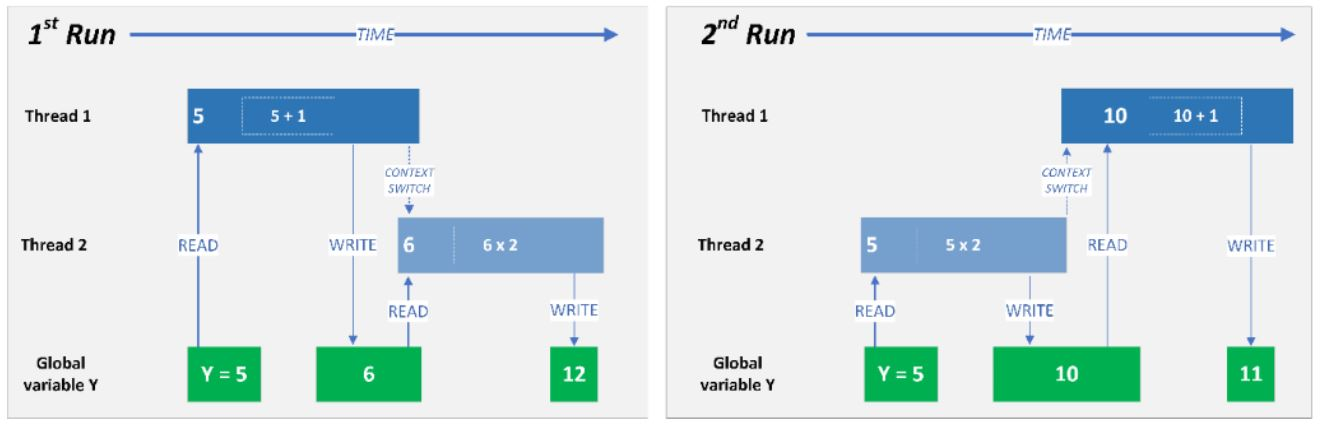 1st Run
TIME
Thread 1
5
5 + 1
CONTEXT
SWITCH
Thread 2
READ
WRITE
6
6 x 2
READ
WRITE
Global
variable Y
Y = 5
6
12
2nd Run
TIME
Thread 1
10
10 + 1
CONTEXT
SWITCH
Thread 2
5
5 x 2
READ
WRITE
READ
WRITE
Global
variable Y
Y = 5
10
11